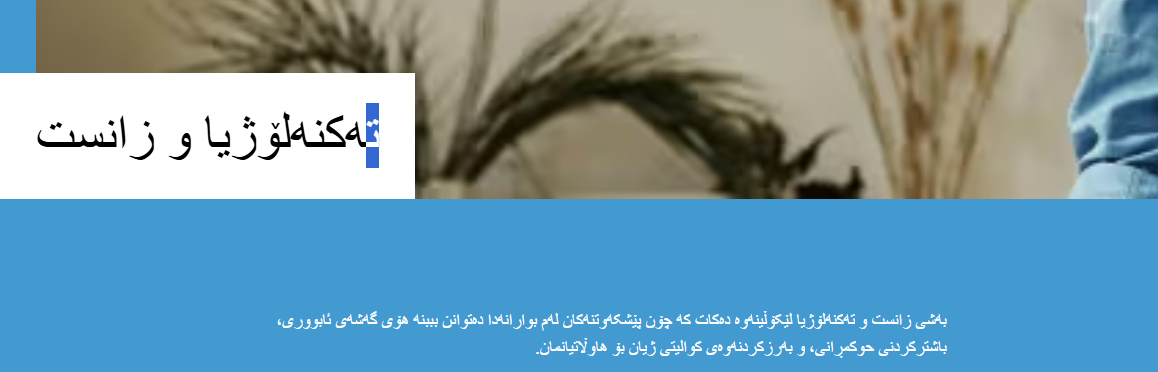 تەکنەلۆژیا و زانست
بەشی زانست و تەکنەلۆژیا لێکۆڵینەوە دەکات کە چۆن پێشکەوتنەکان لەم بوارانەدا دەتوانن ببنە هۆی گەشەی ئابووری،
باشترکردنی حوکمڕانی، و بەرزکردنەوەی کوالیتی ژیان بۆ هاوڵاتیانمان.